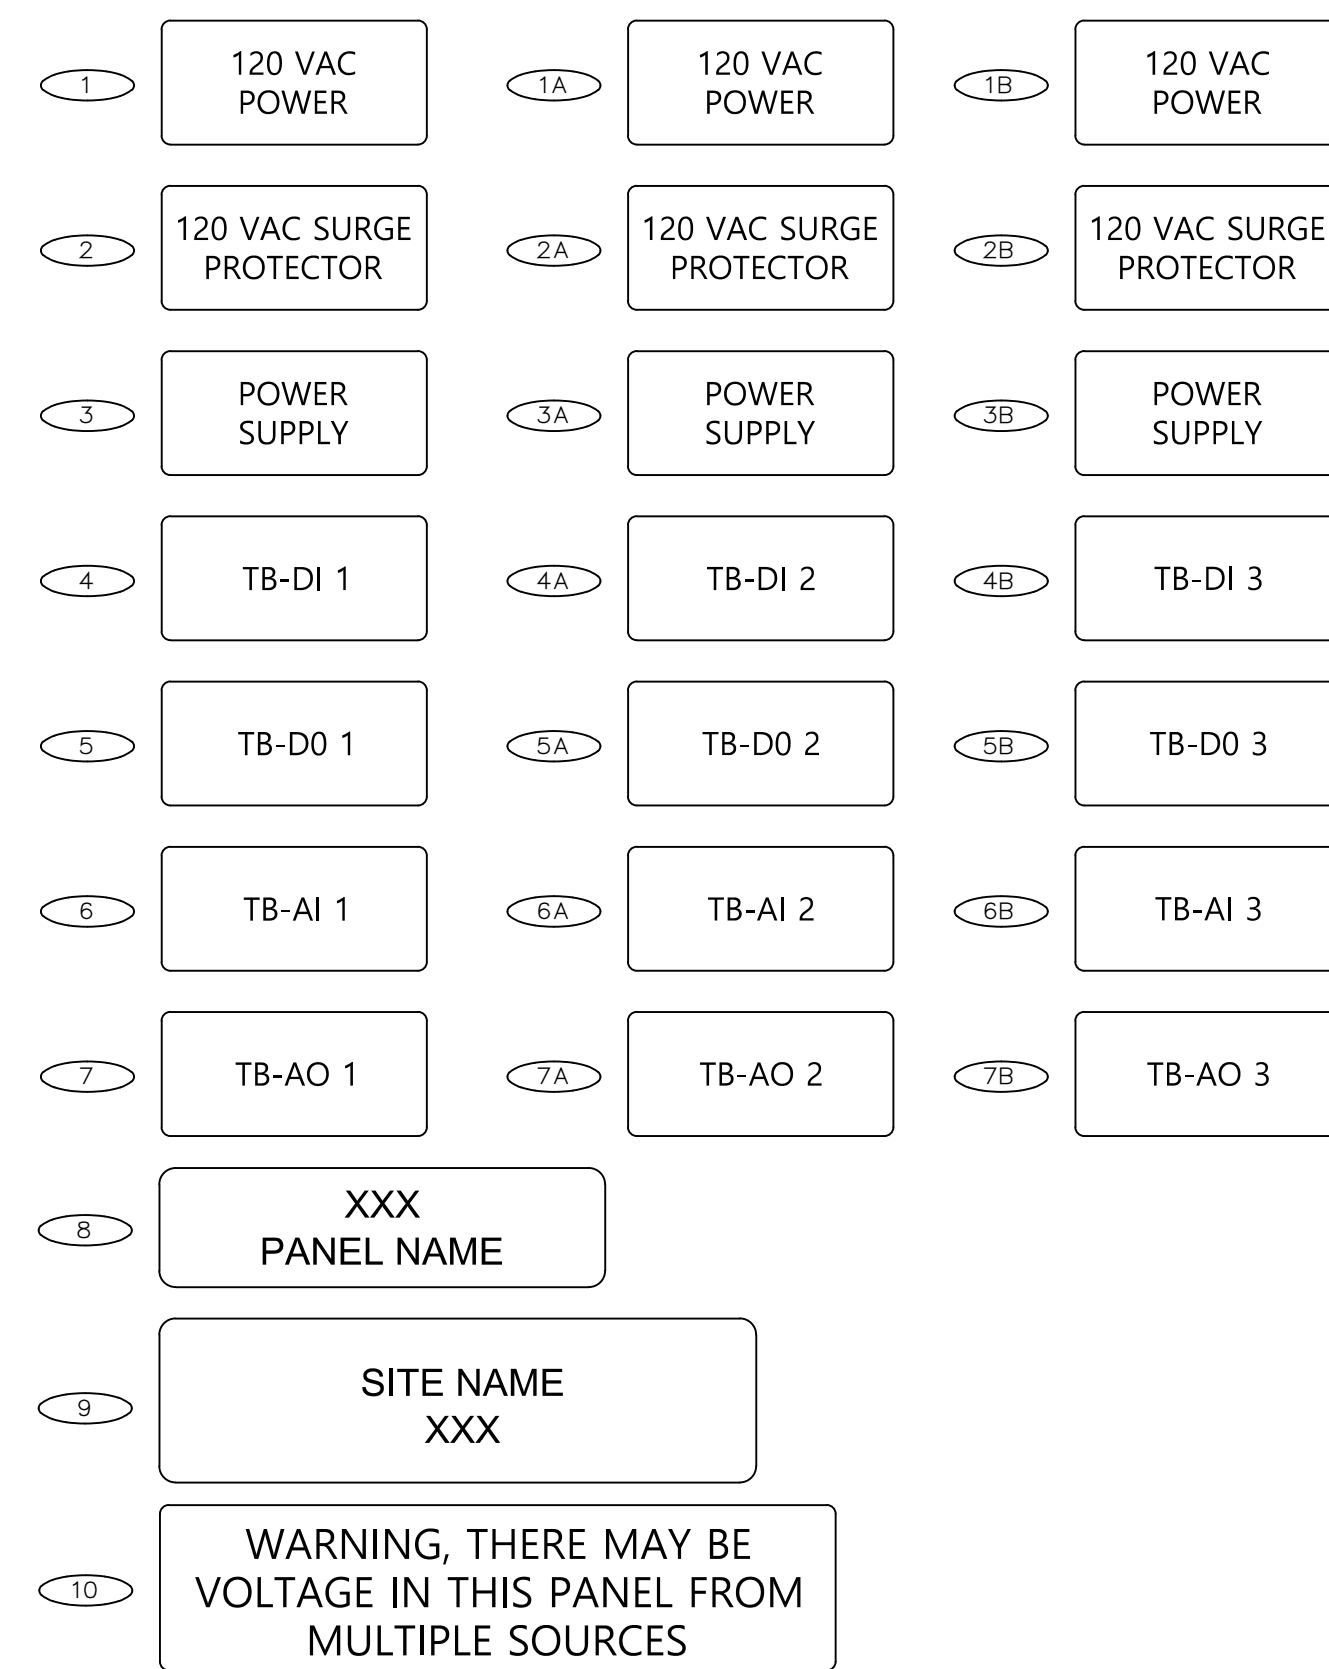 1 120 VAC POWER 1A 120 VAC POWER 1B 120 VAC POWER
2 120 VAC SURGE PROTECTOR 2A 120 VAC SURGE PROTECTOR 2B 120 VAC SURGE PROTECTOR
3 POWER SUPPLY 3A POWER SUPPLY 3B POWER SUPPLY
4 TB-DI 1 4A TB-DI 2 4B TB-DI 3
5 TB-D0 1 5A TB-D0 2 5B TB-D0 3
6 TB-AI 1 6A TB-AI 2 6B TB-AI 3
7 TB-AO 1 7A TB-AO 2 7B TB-AO 3
8
XXX
PANEL NAME
9
SITE NAME
XXX
10
WARNING, THERE MAY BE
VOLTAGE IN THIS PANEL FROM
MULTIPLE SOURCES